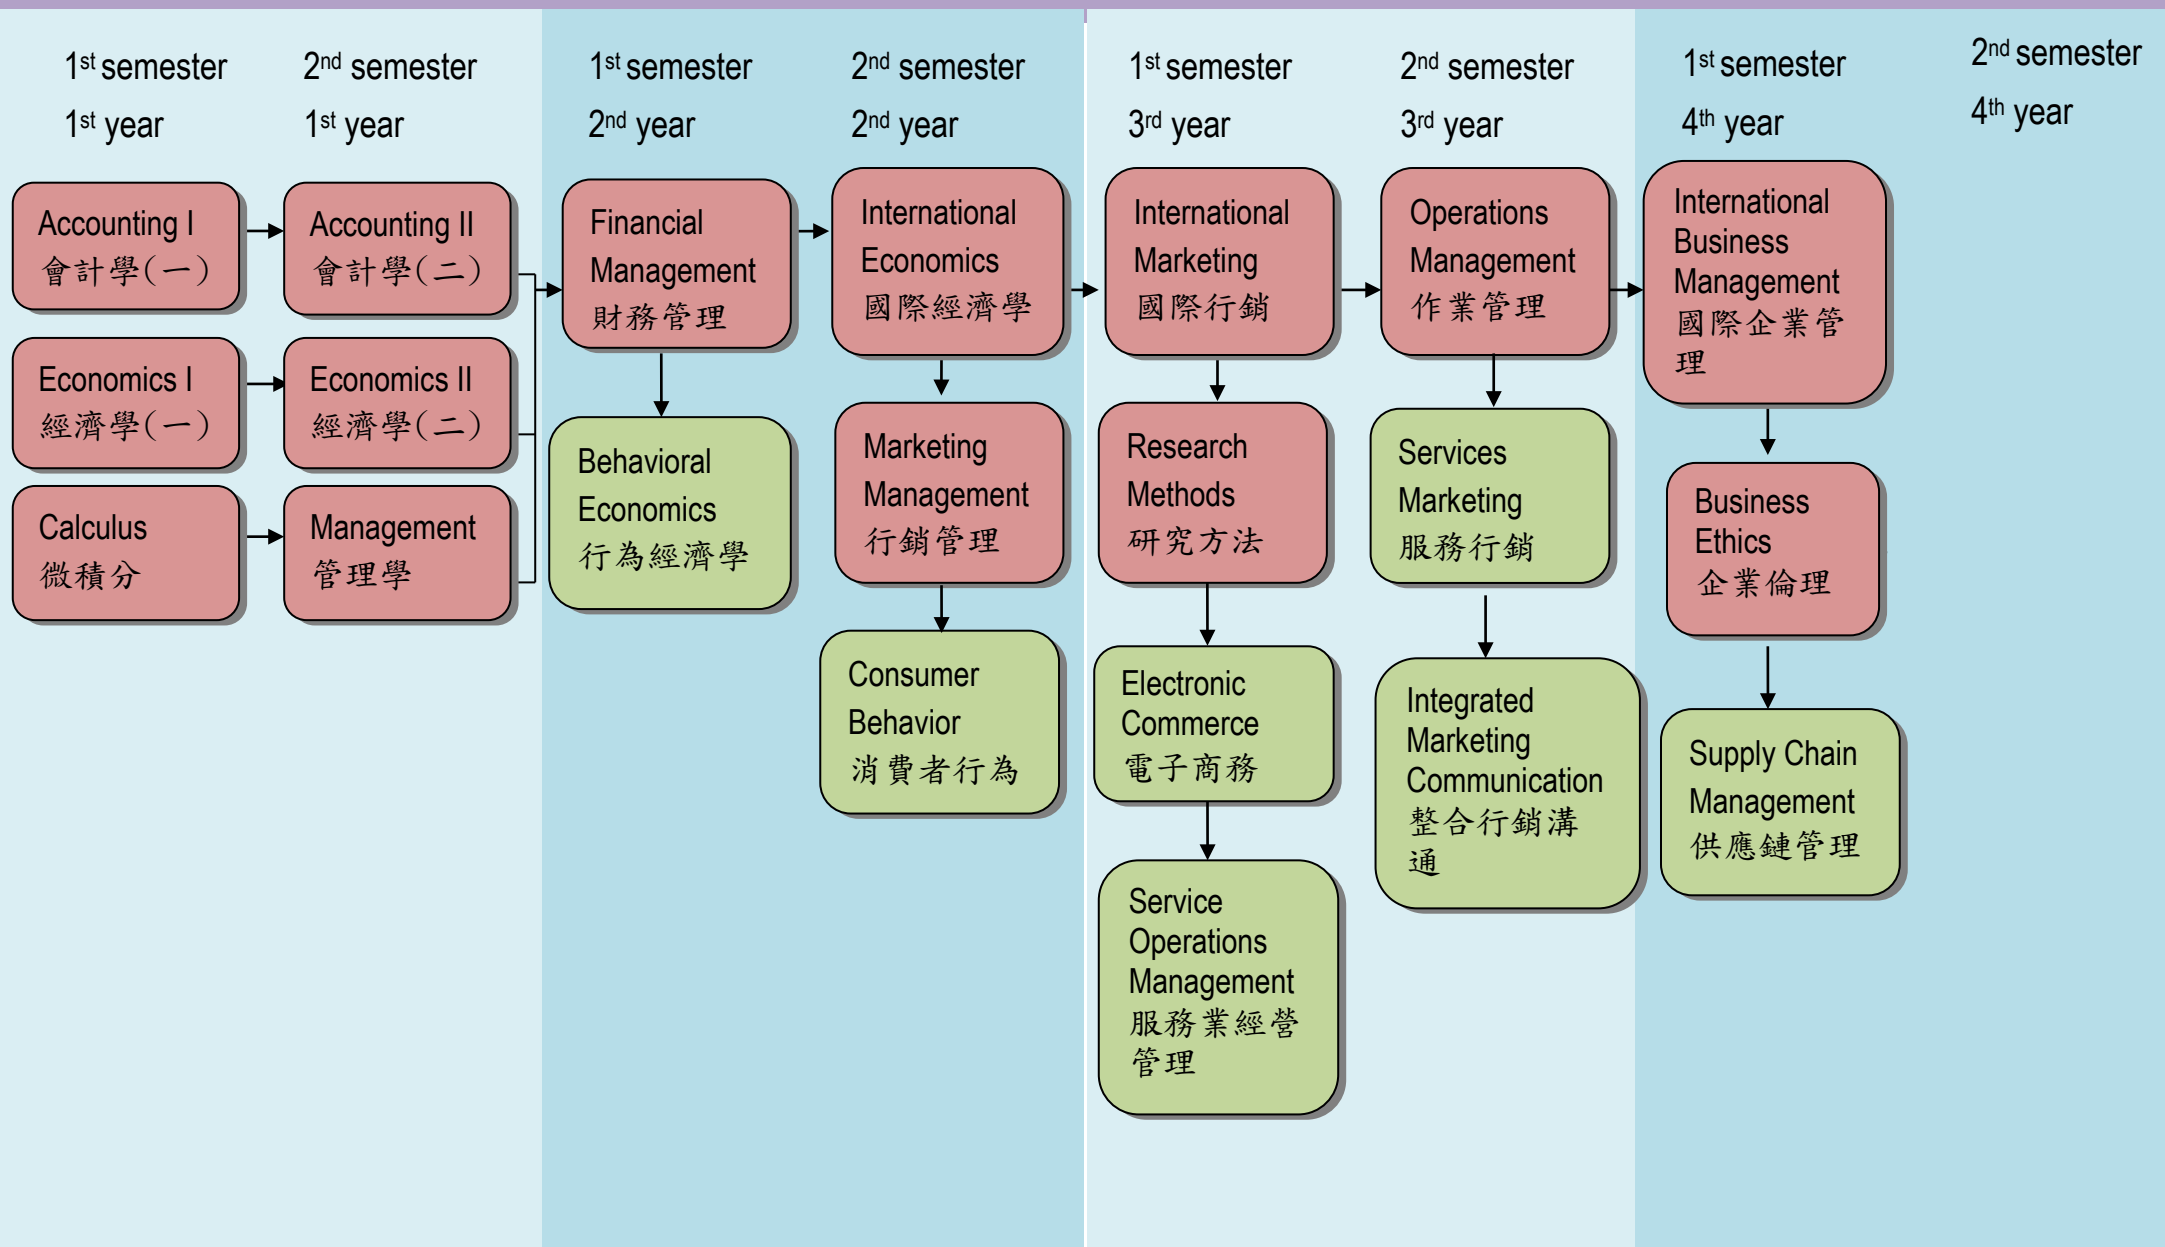 1st semester
1st year
2nd semester
1st year
1st semester
2nd year
2nd semester
2nd year
1st semester
3rd year
2nd semester
3rd year
1st semester
4th year
2nd semester
4th year
Accounting I
會計學(一)
Economics I
經濟學(一)
Calculus
微積分
Accounting II
會計學(二)
Economics II
經濟學(二)
Management
管理學
Financial
Management
財務管理
Behavioral
Economics
行為經濟學
International
Economics
國際經濟學
Marketing
Management
行銷管理
Consumer
Behavior
消費者行為
International
Marketing
國際行銷
Research
Methods
研究方法
Electronic
Commerce
電子商務
Service
Operations
Management
服務業經營
管理
Operations
Management
作業管理
Services
Marketing
服務行銷
Integrated
Marketing
Communication
整合行銷溝
通
International
Business
Management
國際企業管
理
Business
Ethics
企業倫理
Supply Chain
Management
供應鏈管理